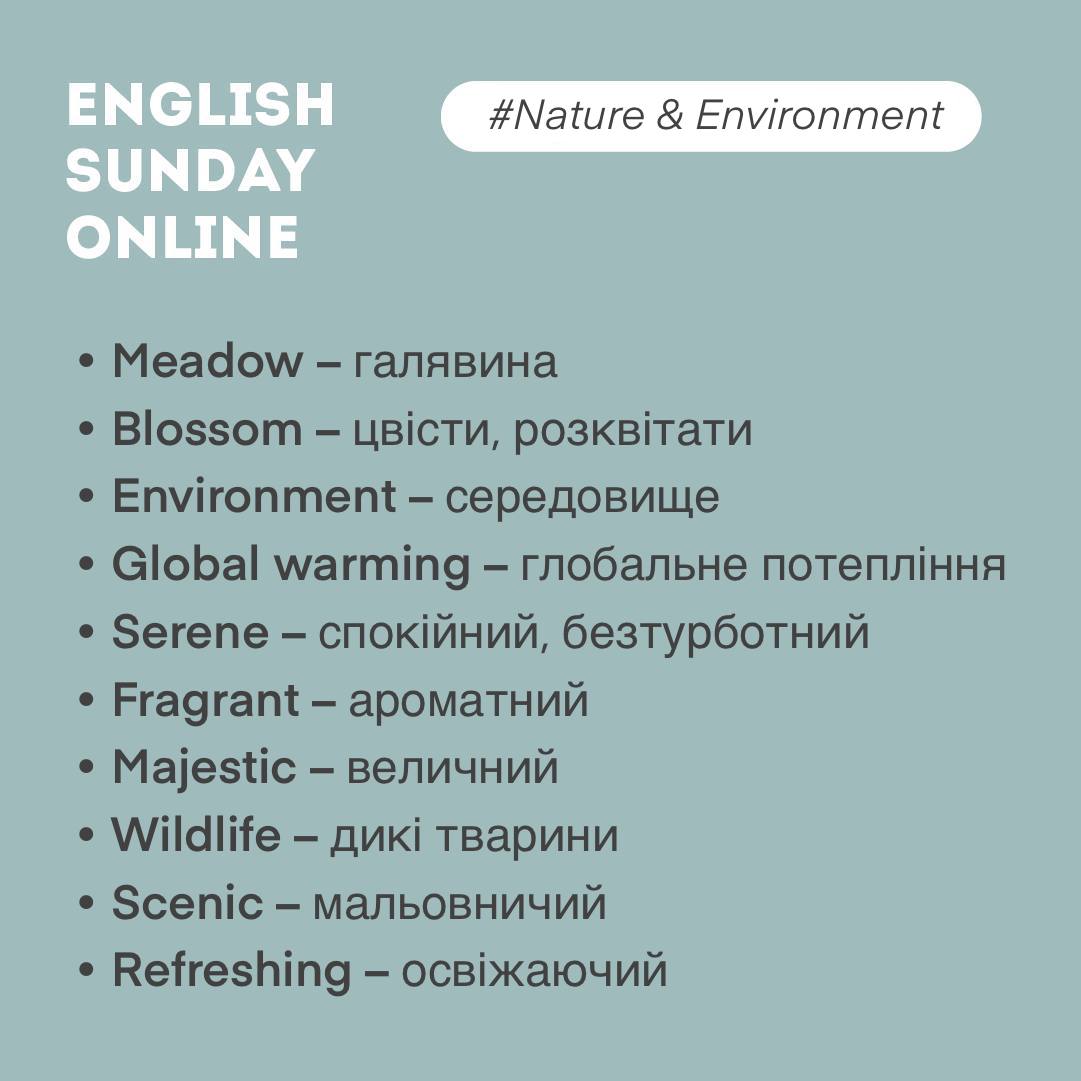 ENGLISH
SUNDAY
ONLINE
#Nature & Environment
• Meadow – галявина
• Blossom – цвісти, розквітати
• Environment – середовище
• Global warming – глобальне потепління
• Serene – спокійний, безтурботний
• Fragrant – ароматний
• Majestic – величний
• Wildlife – дикі тварини
• Scenic – мальовничий
• Refreshing – освіжаючий